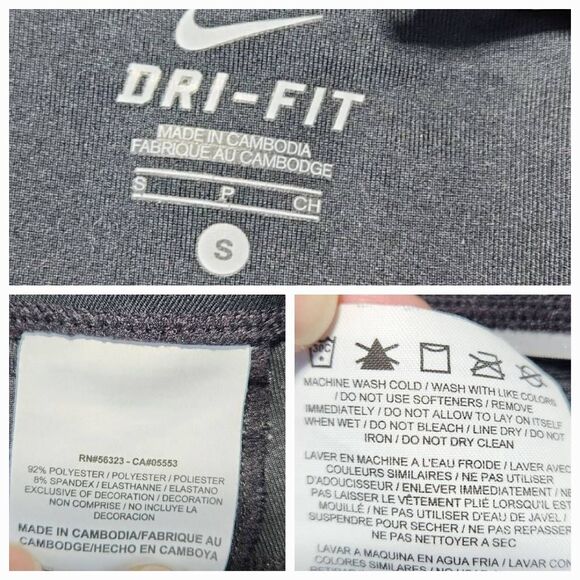 DRI-FIT
MADE IN CAMBODIA
FABRIQUE AU CAMBODGE
S P CH
S
RN#56323 - CA#05553
92% POLYESTER / POLYESTER / POLIESTER
8% SPANDEX / ELASTHANNE / ELASTANO
EXCLUSIVE OF DECORATION / DECORATION
NON COMPRISE / NO INCLUYE LA
DECORACIÓN
MADE IN CAMBODIA/FABRIQUE AU
CAMBODGE/HECHO EN CAMBOYA
30C
MACHINE WASH COLD / WASH WITH LIKE COLORS
/ DO NOT USE SOFTENERS / REMOVE
IMMEDIATELY / DO NOT ALLOW TO LAY ON ITSELF
WHEN WET / DO NOT BLEACH / LINE DRY / DO NOT
IRON / DO NOT DRY CLEAN
LAVER EN MACHINE A L'EAU FROIDE / LAVER AVEC
COULEURS SIMILAIRES / NE PAS UTILISER
D'ADOUCISSEUR / ENLEVER IMMEDIATEMENT / NE
PAS LAISSER LE VÊTEMENT PLIÉ LORSQU'IL EST
MOUILLÉ / NE PAS UTILISER D'EAU DE JAVEL /
SUSPENDRE POUR SECHER / NE PAS REPASSER
NE PAS NETTOYER A SEC
LAVAR A MAQUINA EN AGUA FRIA / LAVAR CON